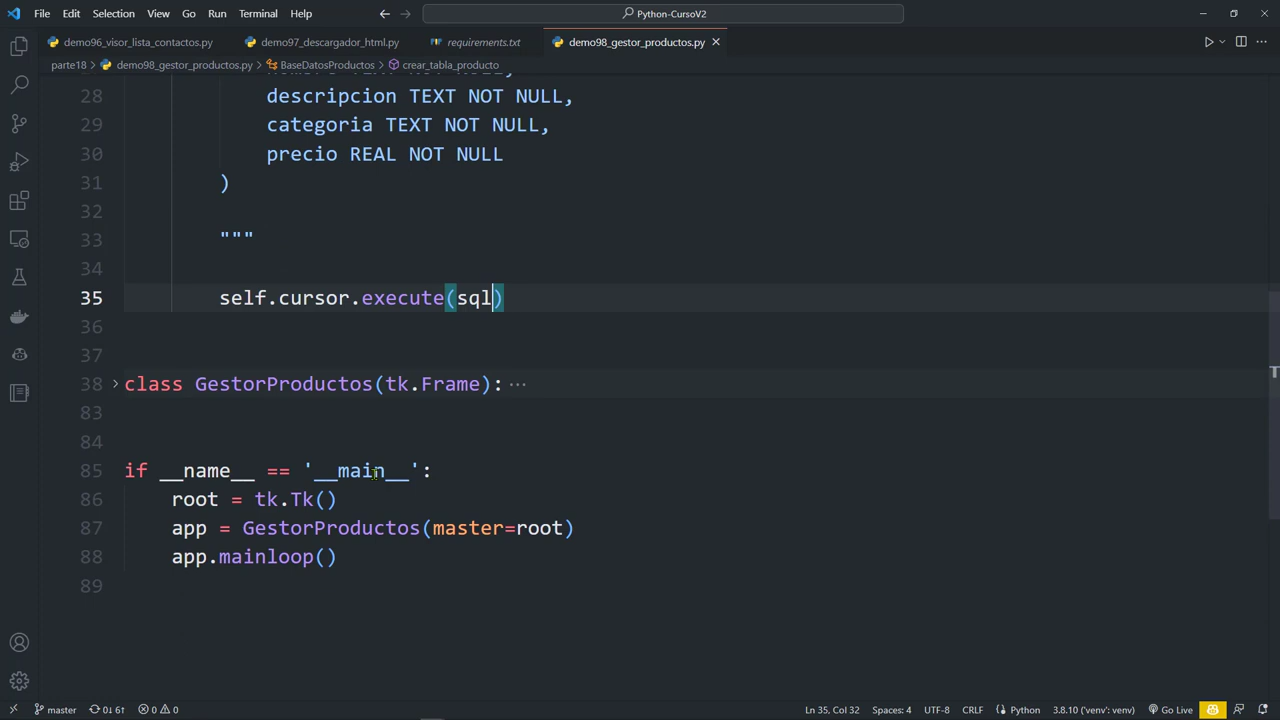 File Edit Selection View Go Run Terminal Help Python-CursoV2
demo96_visor_lista_contactos.py demo97_descargador_html.py requirements.txt demo98_gestor_productos.py
parte18 > demo98_gestor_productos.py > BaseDatosProductos > crear_tabla_producto
28 descripcion TEXT NOT NULL,
29 categoria TEXT NOT NULL,
30 precio REAL NOT NULL
31 )
32
33 """
34
35 self.cursor.execute(sql)
36
37
38 class GestorProductos(tk.Frame): ···
83
84
85 if __name__ == '__main__':
86 root = tk.Tk()
87 app = GestorProductos(master=root)
88 app.mainloop()
89
master 0↓ 6↑ 0 0 Ln 35, Col 32 Spaces: 4 UTF-8 CRLF Python 3.8.10 ('venv': venv) Go Live